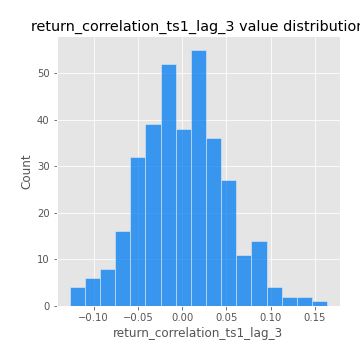 return_correlation_ts1_lag_3 value distribution
50
40
30
20
10
0
Count
−0.10 −0.05 0.00 0.05 0.10 0.15
return_correlation_ts1_lag_3